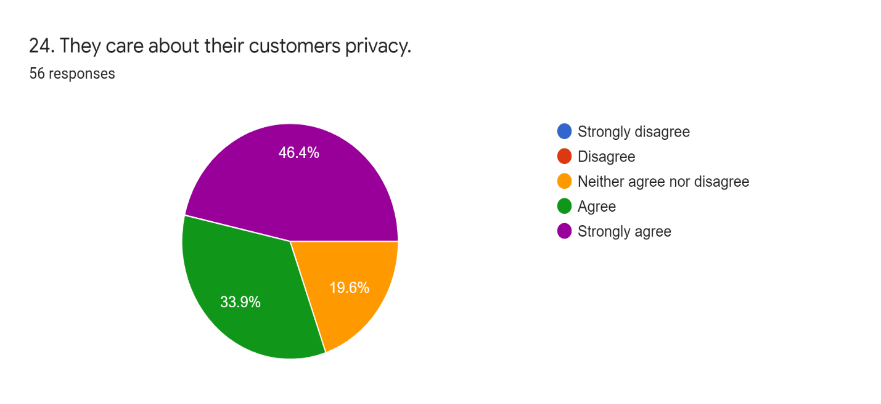 24. They care about their customers privacy.
56 responses
46.4%
33.9%
19.6%
Strongly disagree
Disagree
Neither agree nor disagree
Agree
Strongly agree